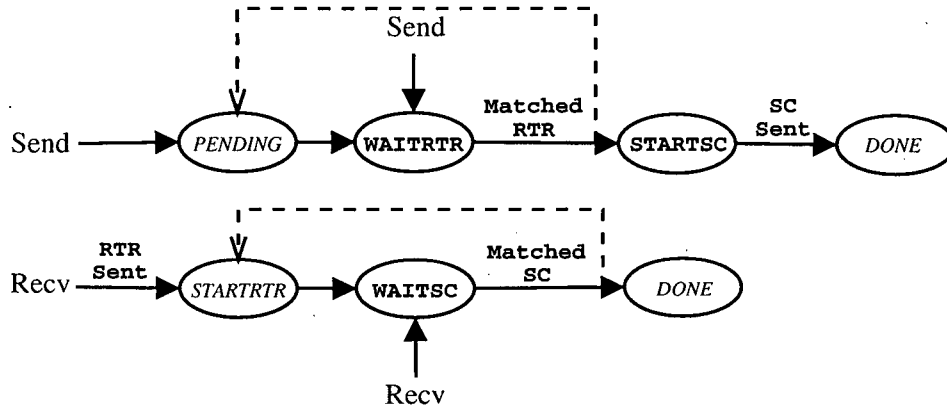 Send
Send
PENDING
WAITRTR
Matched
RTR
STARTSC
SC
Sent
DONE
Recv
RTR
Sent
STARTRTR
WAITSC
Matched
SC
DONE
Recv